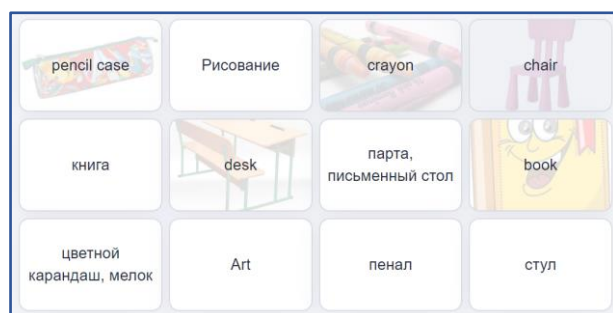 pencil case
Рисование
crayon
chair
книга
desk
парта,
письменный стол
book
цветной
карандаш, мелок
Art
пенал
стул